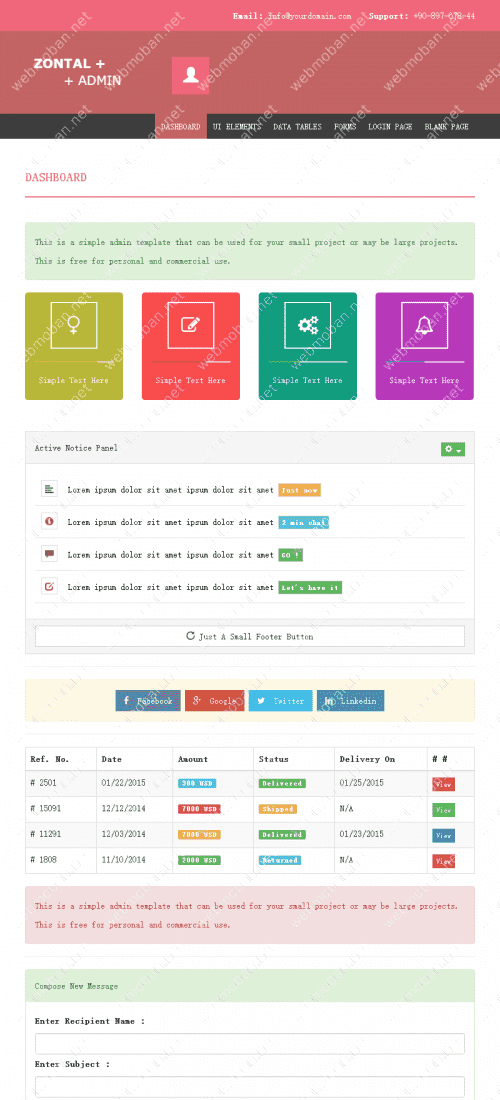 Email: Info@yourdomain.com Support: +90-897-678-44
ZONTAL +
+ ADMIN
DASHBOARD UI ELEMENTS DATA TABLES FORMS LOGIN PAGE BLANK PAGE
DASHBOARD
This is a simple admin template that can be used for your small project or may be large projects.
This is free for personal and commercial use.
Simple Text Here Simple Text Here Simple Text Here Simple Text Here
Active Notice Panel
Lorem ipsum dolor sit amet ipsum dolor sit amet Just now
Lorem ipsum dolor sit amet ipsum dolor sit amet 2 min chat
Lorem ipsum dolor sit amet ipsum dolor sit amet GO !
Lorem ipsum dolor sit amet ipsum dolor sit amet Let's have it
Just A Small Footer Button
Facebook Google Twitter Linkedin
Ref. No. Date Amount Status Delivery On # #
# 2501 01/22/2015 300 USD Delivered 01/25/2015 View
# 15091 12/12/2014 7000 USD Shipped N/A View
# 11291 12/03/2014 7000 USD Delivered 01/23/2015 View
# 1808 11/10/2014 2000 USD Returned N/A View
This is a simple admin template that can be used for your small project or may be large projects.
This is free for personal and commercial use.
Compose New Message
Enter Recipient Name :
Enter Subject :
webmoban.net